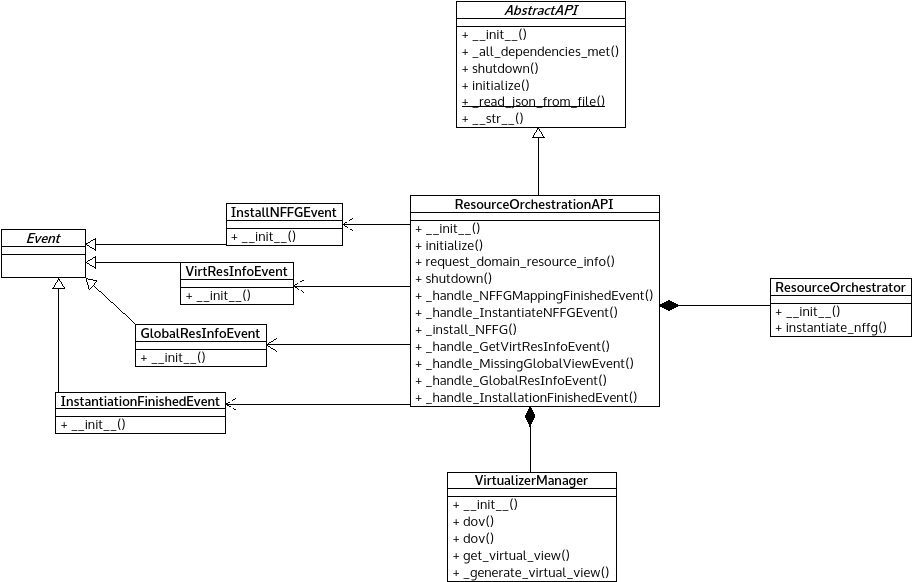 AbstractAPI
+ __init__()
+ _all_dependencies_met()
+ shutdown()
+ initialize()
+ _read_json_from_file()
+ __str__()
ResourceOrchestrationAPI
+ __init__()
+ initialize()
+ request_domain_resource_info()
+ shutdown()
+ _handle_NFFGMappingFinishedEvent()
+ _handle_InstantiateNFFGEvent()
+ _install_NFFG()
+ _handle_GetVirtResInfoEvent()
+ _handle_MissingGlobalViewEvent()
+ _handle_GlobalResInfoEvent()
+ _handle_InstallationFinishedEvent()
InstallNFFGEvent
+ __init__()
Event
VirtResInfoEvent
+ __init__()
GlobalResInfoEvent
+ __init__()
InstantiationFinishedEvent
+ __init__()
ResourceOrchestrator
+ __init__()
+ instantiate_nffg()
VirtualizerManager
+ __init__()
+ dov()
+ dov()
+ get_virtual_view()
+ _generate_virtual_view()